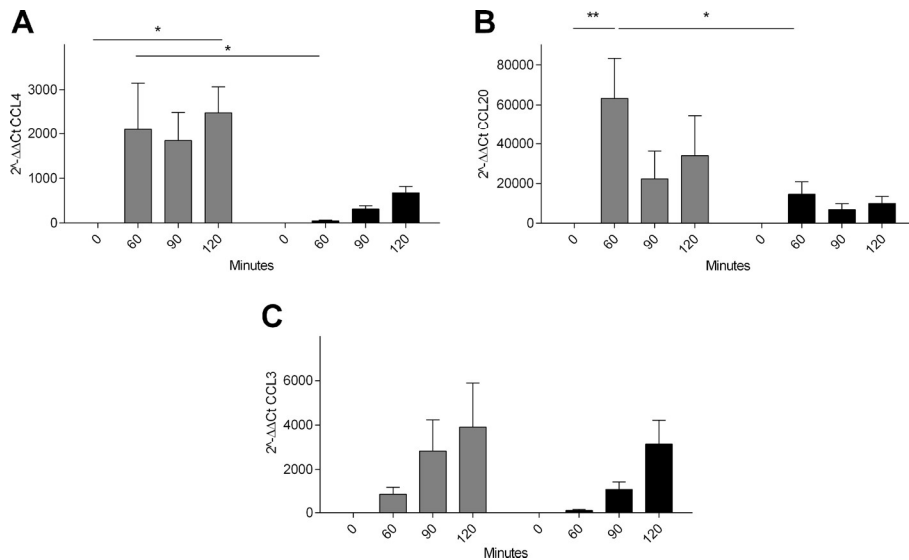 A
*
*
2^-ΔΔCt CCL4
3000
2000
1000
0
0 60 90 120 0 60 90 120
Minutes
B
** *
2^-ΔΔCt CCL20
80000
60000
40000
20000
0
0 60 90 120 0 60 90 120
Minutes
C
2^-ΔΔCt CCL3
6000
4000
2000
0
0 60 90 120 0 60 90 120
Minutes